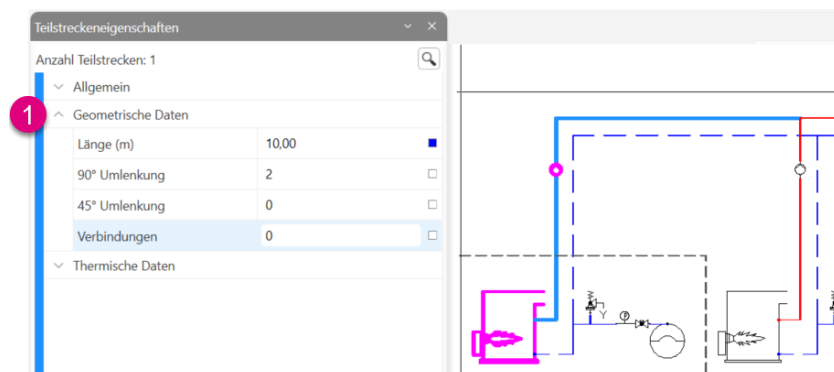 Teilstreckeneigenschaften
Anzahl Teilstrecken: 1
Allgemein
1
Geometrische Daten
Länge (m) 10,00
90° Umlenkung 2
45° Umlenkung 0
Verbindungen 0
Thermische Daten
Y
P